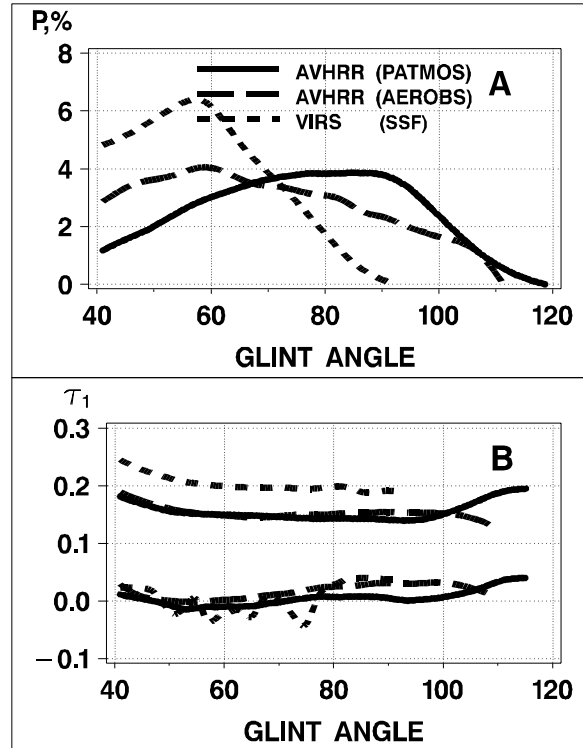 P,%
8
6
4
2
0
AVHRR (PATMOS)
AVHRR (AEROBS)
VIRS (SSF)
A
40 60 80 100 120
GLINT ANGLE
τ1
0.3
0.2
0.1
0.0
−0.1
B
40 60 80 100 120
GLINT ANGLE